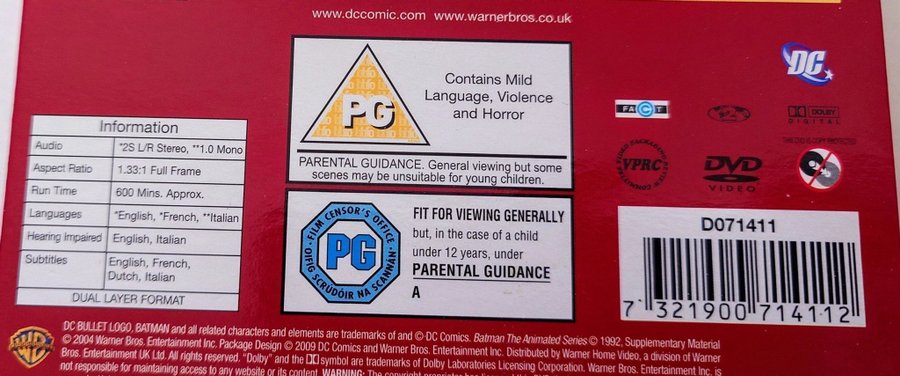 www.dccomic.com www.warnerbros.co.uk
PG
Contains Mild
Language, Violence
and Horror
PARENTAL GUIDANCE. General viewing but some
scenes may be unsuitable for young children.
Information
Audio *2S L/R Stereo, **1.0 Mono
Aspect Ratio 1.33:1 Full Frame
Run Time 600 Mins. Approx.
Languages *English, *French, **Italian
Hearing Impaired English, Italian
Subtitles English, French,
Dutch, Italian
DUAL LAYER FORMAT
FILM CENSOR'S OFFICE
PG
OIFIG SCRÚDÓIR NA SCANNÁN
FIT FOR VIEWING GENERALLY
but, in the case of a child
under 12 years, under
PARENTAL GUIDANCE
A
DC
FACT
DOLBY
DIGITAL
VPRC
DVD
VIDEO
THIS DISC IS COPY PROTECTED
D071411
7 321900 714112
WB
DC BULLET LOGO, BATMAN and all related characters and elements are trademarks of and © DC Comics. Batman The Animated Series © 1992, Supplementary Material
© 2004 Warner Bros. Entertainment Inc. Package Design © 2009 DC Comics and Warner Bros. Entertainment Inc. Distributed by Warner Home Video, a division of Warner
Bros. Entertainment UK Ltd. All rights reserved. "Dolby" and the symbol are trademarks of Dolby Laboratories Licensing Corporation. Warner Bros. Entertainment Inc. is
not responsible for maintaining access to any website or its content. WARNING: The copyright proprietor has